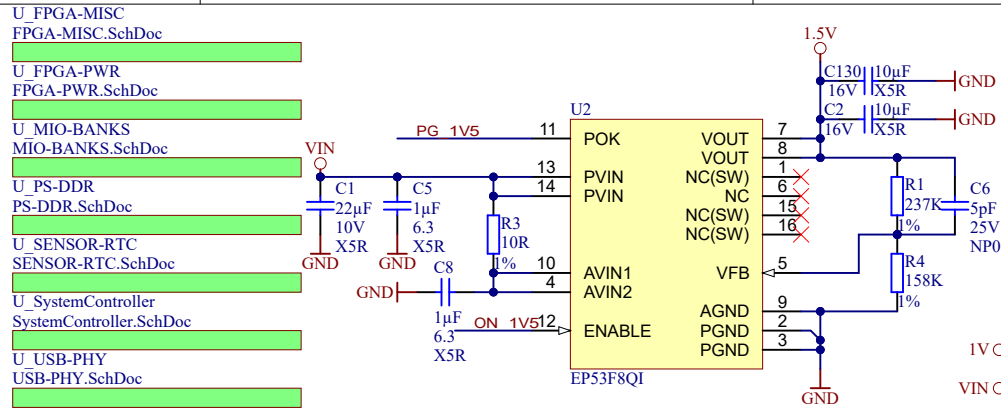 U_FPGA-MISC
FPGA-MISC.SchDoc
U_FPGA-PWR
FPGA-PWR.SchDoc
U_MIO-BANKS
MIO-BANKS.SchDoc
U_PS-DDR
PS-DDR.SchDoc
U_SENSOR-RTC
SENSOR-RTC.SchDoc
U_SystemController
SystemController.SchDoc
U_USB-PHY
USB-PHY.SchDoc
VIN
C1
22µF
10V
X5R
GND
C5
1µF
6.3
X5R
GND
R3
10R
1%
GND
C8
1µF
6.3
X5R
PG_1V5
ON_1V5
U2
11 POK
13 PVIN
14 PVIN
10 AVIN1
4 AVIN2
12 ENABLE
VOUT 7
VOUT 8
NC(SW) 1
NC 6
NC(SW) 15
NC(SW) 16
VFB 5
AGND 9
PGND 2
PGND 3
EP53F8QI
1.5V
C130 10µF
16V X5R
GND
C2 10µF
16V X5R
GND
R1
237K
1%
C6
5pF
25V
NP0
R4
158K
1%
GND
1V
VIN